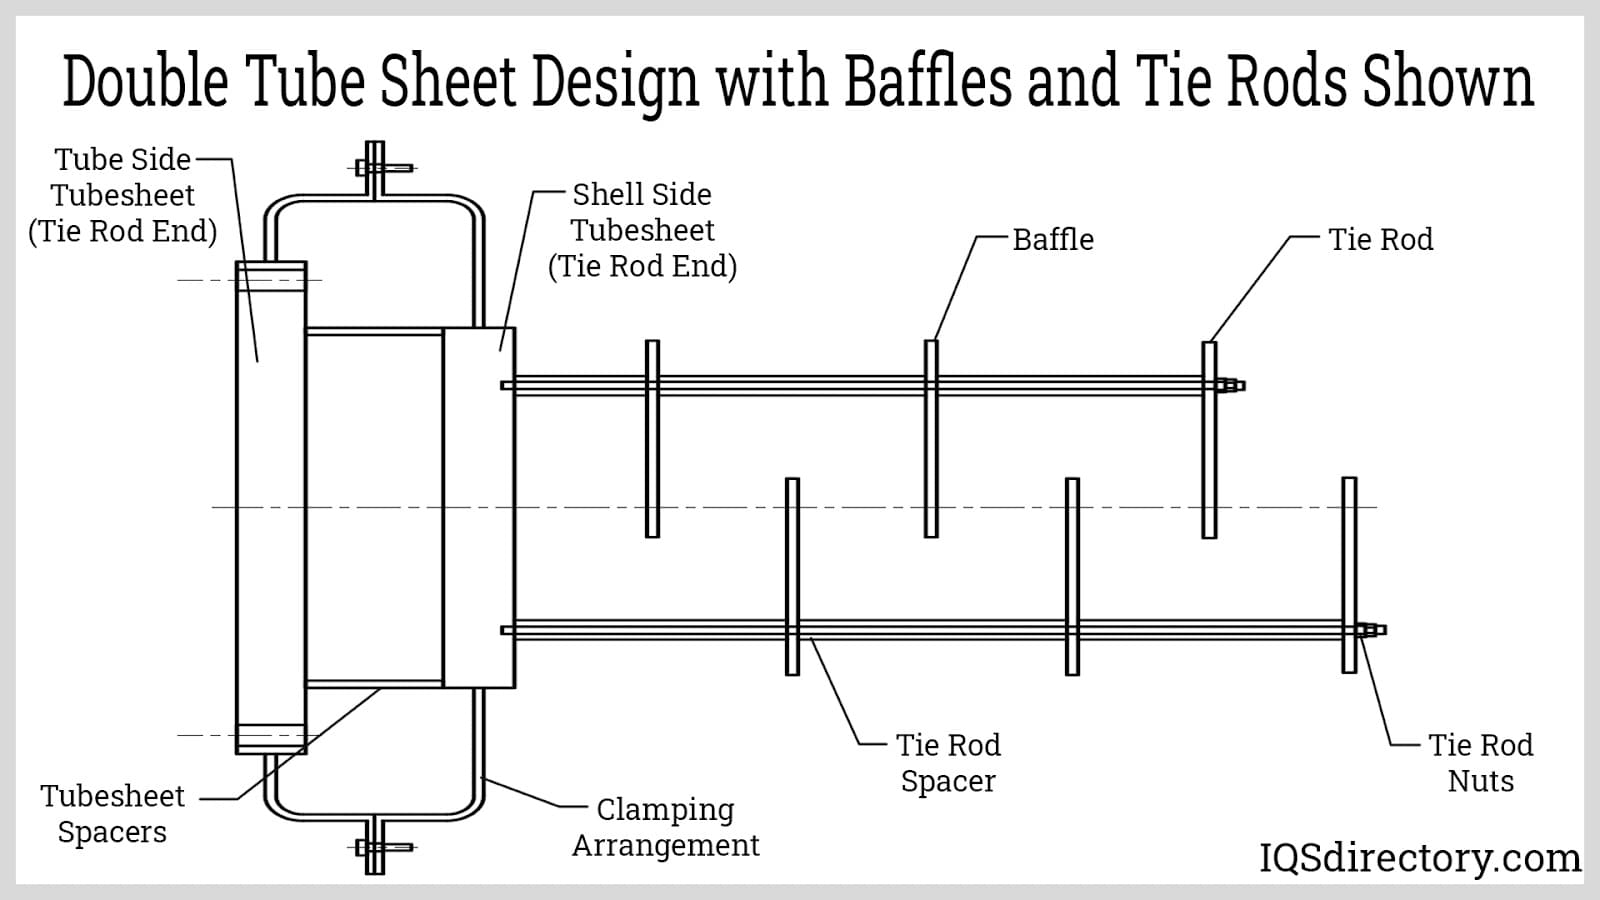 Double Tube Sheet Design with Baffles and Tie Rods Shown
Tube Side
Tubesheet
(Tie Rod End)
Shell Side
Tubesheet
(Tie Rod End)
Baffle
Tie Rod
Tubesheet
Spacers
Clamping
Arrangement
Tie Rod
Spacer
Tie Rod
Nuts
IQSdirectory.com